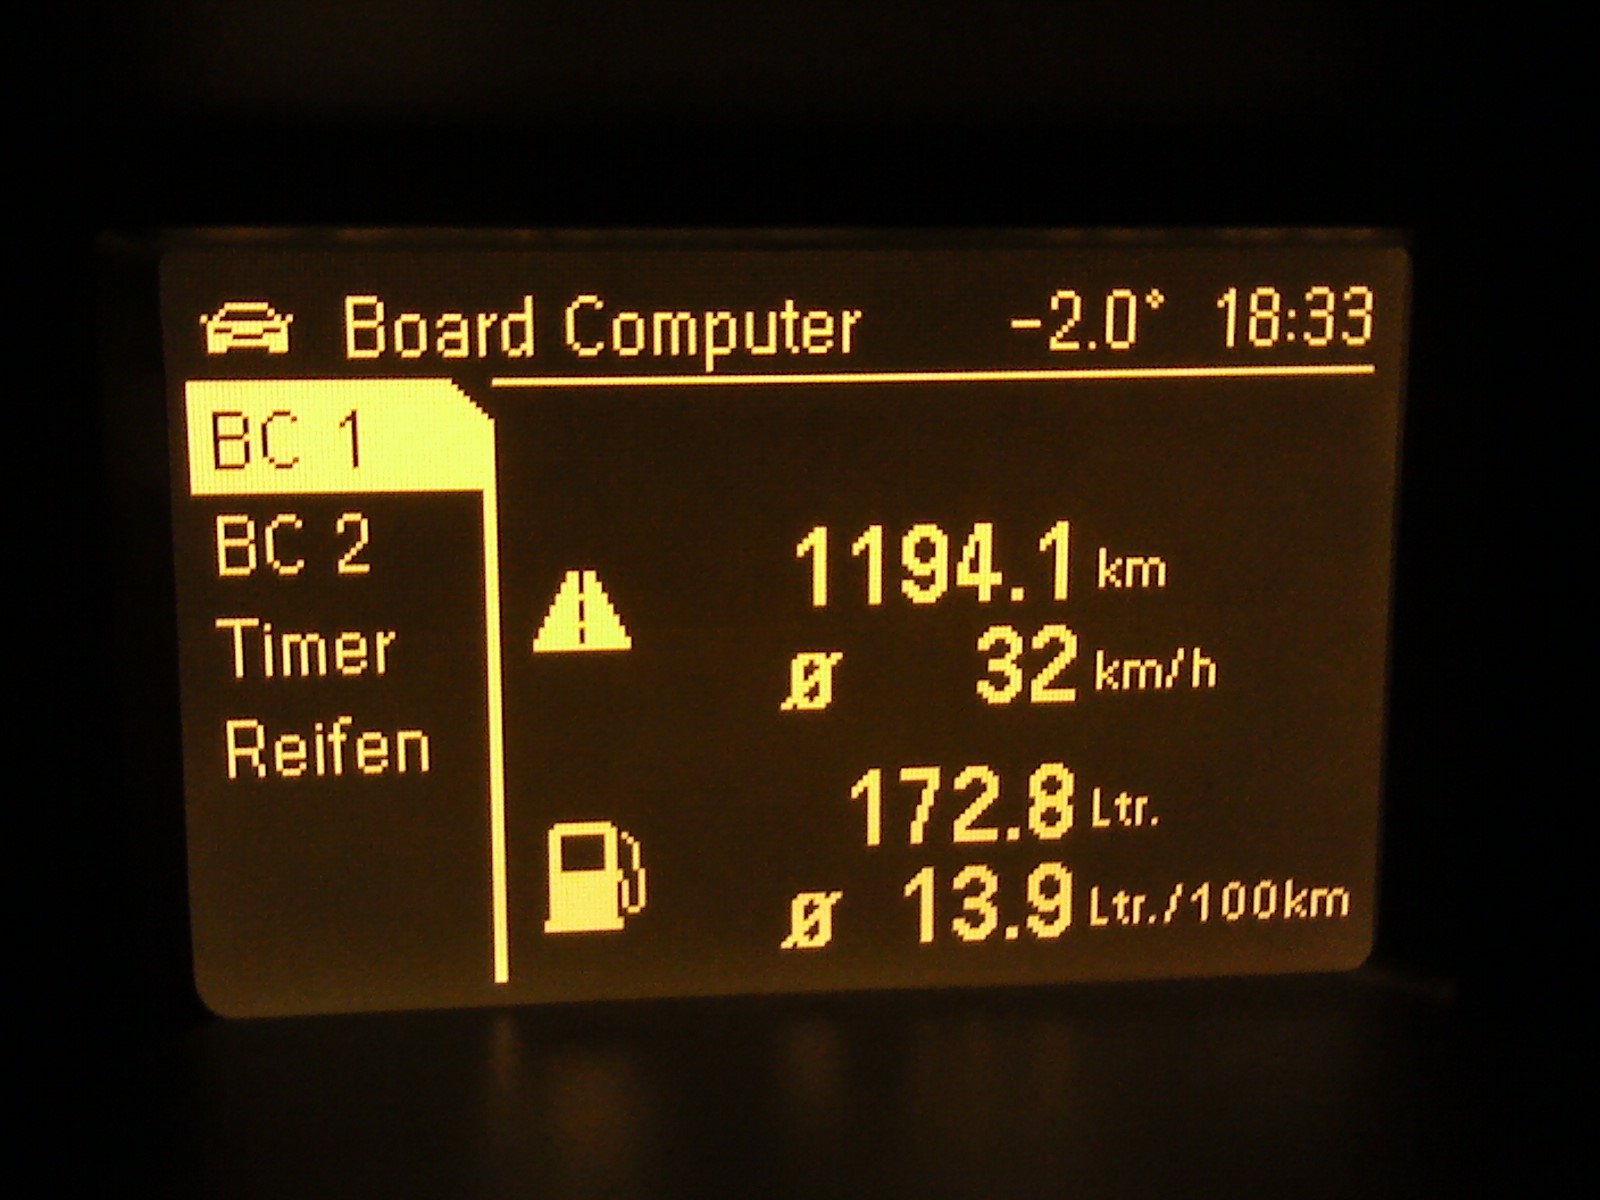 Board Computer -2.0° 18:33
BC 1
BC 2
Timer
Reifen
1194.1 km
Ø 32 km/h
172.8 Ltr.
Ø 13.9 Ltr./100km